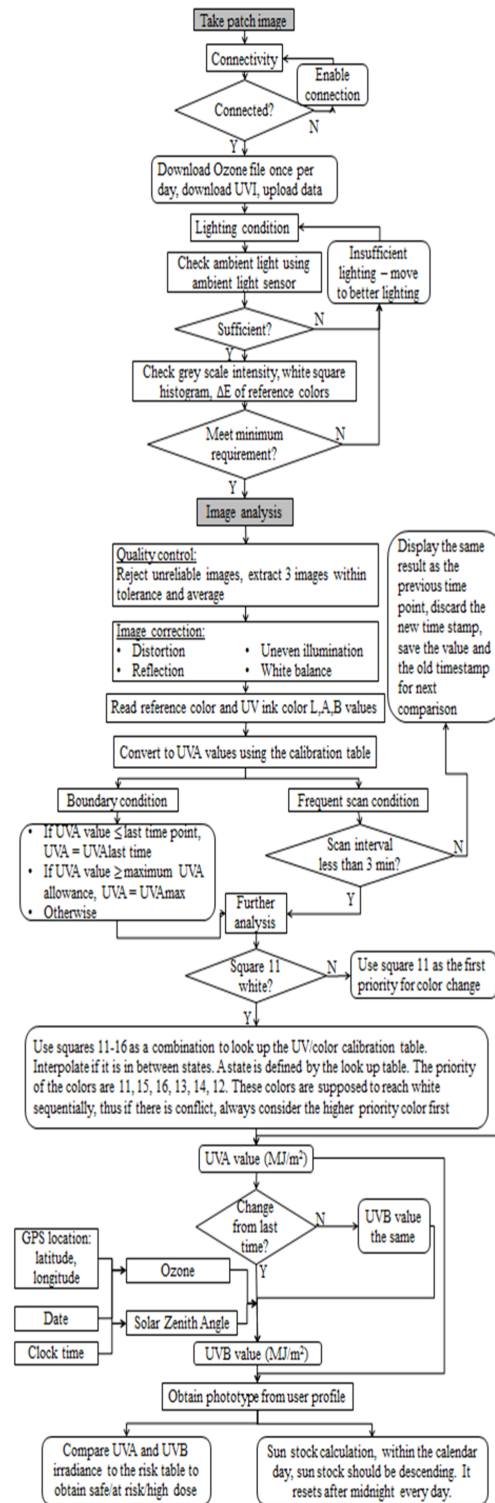 Take patch image
Connectivity
Enable
connection
Connected?
N
Y
Download Ozone file once per
day, download UVI, upload data
Lighting condition
Insufficient
lighting – move
to better lighting
Check ambient light using
ambient light sensor
Sufficient?
N
Y
Check grey scale intensity, white square
histogram, ΔE of reference colors
Meet minimum
requirement?
N
Y
Image analysis
Quality control:
Reject unreliable images, extract 3 images within
tolerance and average
Display the same
result as the
previous time
point, discard the
new time stamp,
save the value and
the old timestamp
for next
comparison
Image correction:
• Distortion • Uneven illumination
• Reflection • White balance
Read reference color and UV ink color L,A,B values
Convert to UVA values using the calibration table
Boundary condition
Frequent scan condition
• If UVA value ≤ last time point,
UVA = UVAlast time
• If UVA value ≥ maximum UVA
allowance, UVA = UVAmax
• Otherwise
Scan interval
less than 3 min?
N
Y
Further
analysis
Square 11
white?
N
Use square 11 as the first
priority for color change
Y
Use squares 11-16 as a combination to look up the UV/color calibration table.
Interpolate if it is in between states. A state is defined by the look up table. The priority
of the colors are 11, 15, 16, 13, 14, 12. These colors are supposed to reach white
sequentially, thus if there is conflict, always consider the higher priority color first
UVA value (MJ/m²)
Change
from last
time?
N
UVB value
the same
Y
GPS location:
latitude,
longitude
Ozone
Date
Solar Zenith Angle
Clock time
UVB value (MJ/m²)
Obtain phototype from user profile
Compare UVA and UVB
irradiance to the risk table to
obtain safe/at risk/high dose
Sun stock calculation, within the calendar
day, sun stock should be descending. It
resets after midnight every day.